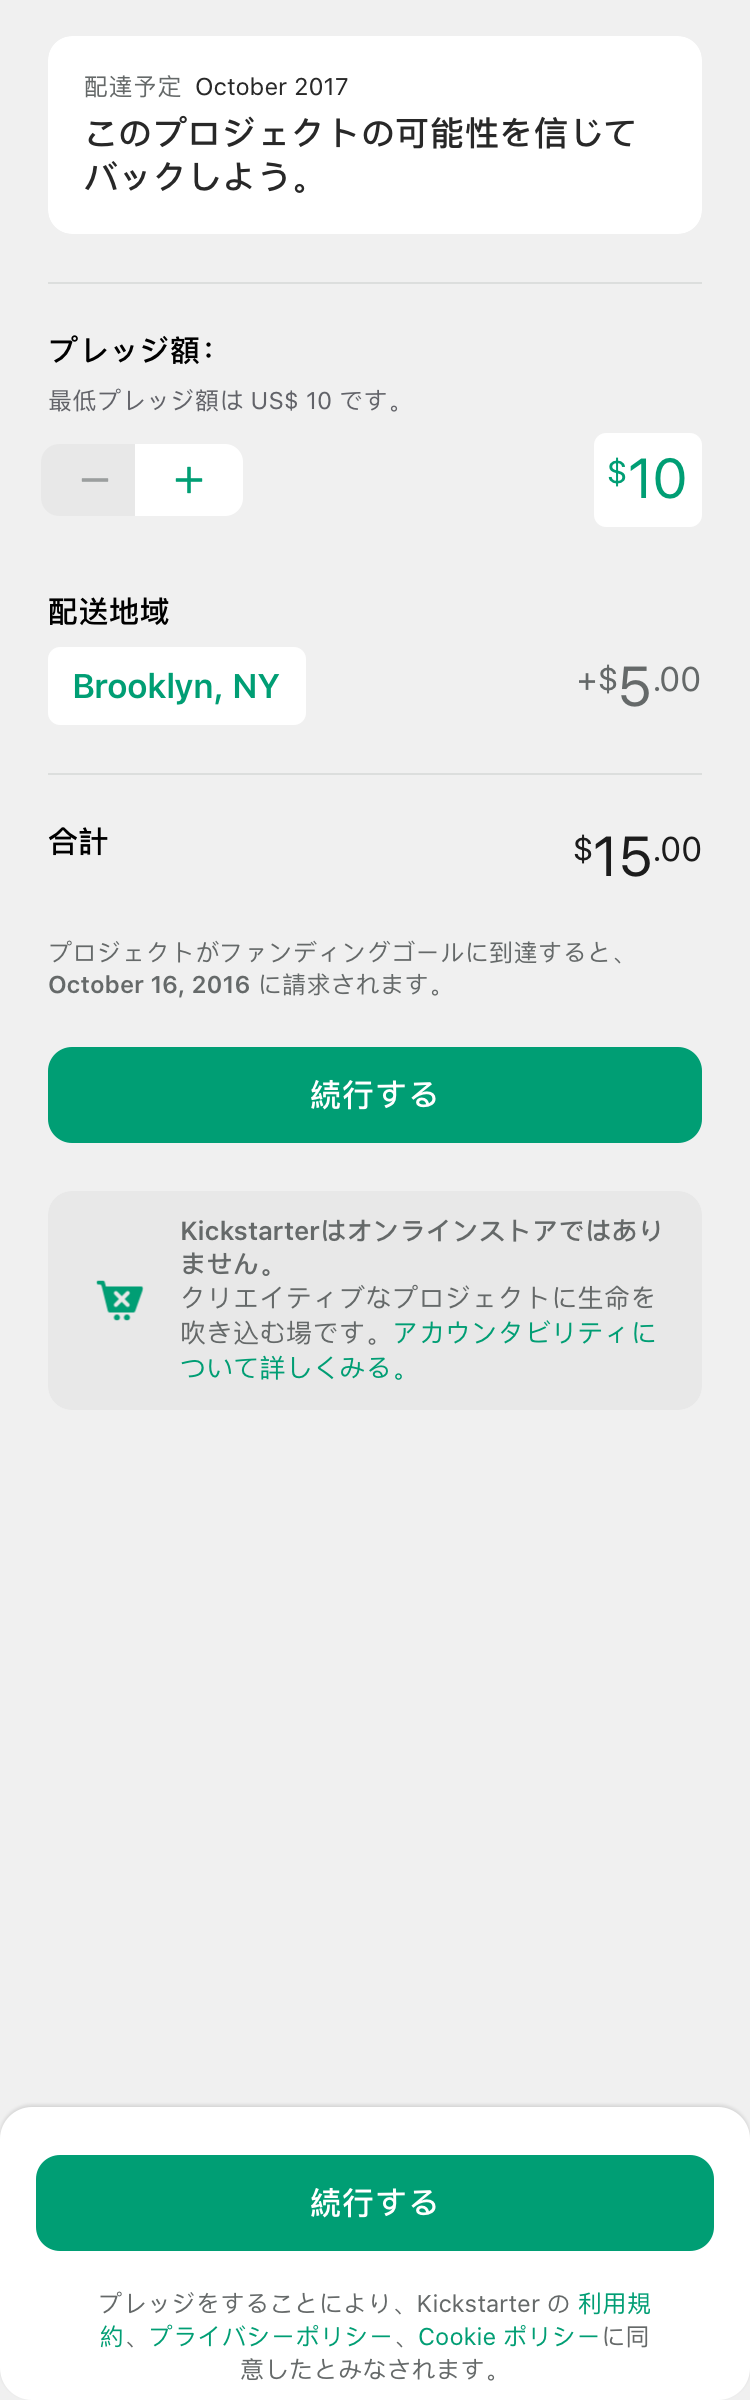 配達予定 October 2017
このプロジェクトの可能性を信じて
バックしよう。
プレッジ額：
最低プレッジ額は US$ 10 です。
− + $10
配送地域
Brooklyn, NY +$5.00
合計 $15.00
プロジェクトがファンディングゴールに到達すると、
October 16, 2016 に請求されます。
続行する
Kickstarterはオンラインストアではあり
ません。
クリエイティブなプロジェクトに生命を
吹き込む場です。アカウンタビリティに
ついて詳しくみる。
続行する
プレッジをすることにより、Kickstarter の 利用規
約、プライバシーポリシー、Cookie ポリシーに同
意したとみなされます。